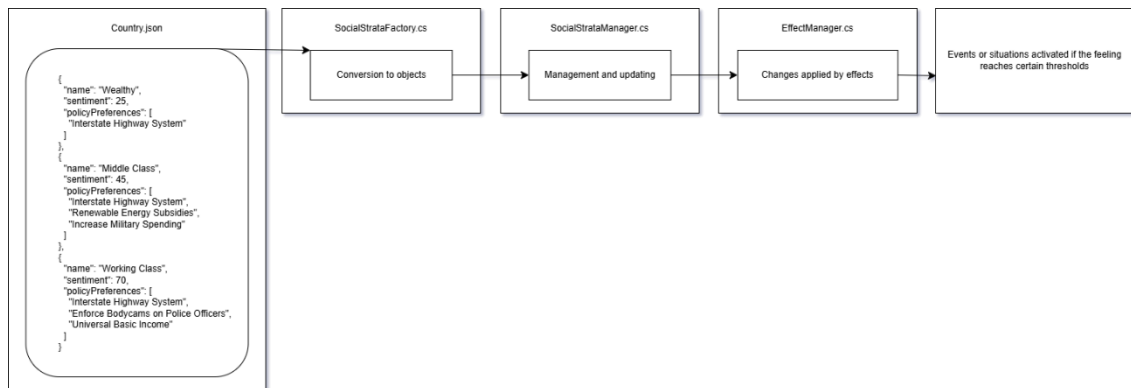 Country.json
{
"name": "Wealthy",
"sentiment": 25,
"policyPreferences": [
"Interstate Highway System"
]
},
{
"name": "Middle Class",
"sentiment": 45,
"policyPreferences": [
"Interstate Highway System",
"Renewable Energy Subsidies",
"Increase Military Spending"
]
},
{
"name": "Working Class",
"sentiment": 70,
"policyPreferences": [
"Interstate Highway System",
"Enforce Bodycams on Police Officers",
"Universal Basic Income"
]
}
SocialStrataFactory.cs
Conversion to objects
SocialStrataManager.cs
Management and updating
EffectManager.cs
Changes applied by effects
Events or situations activated if the feeling
reaches certain thresholds